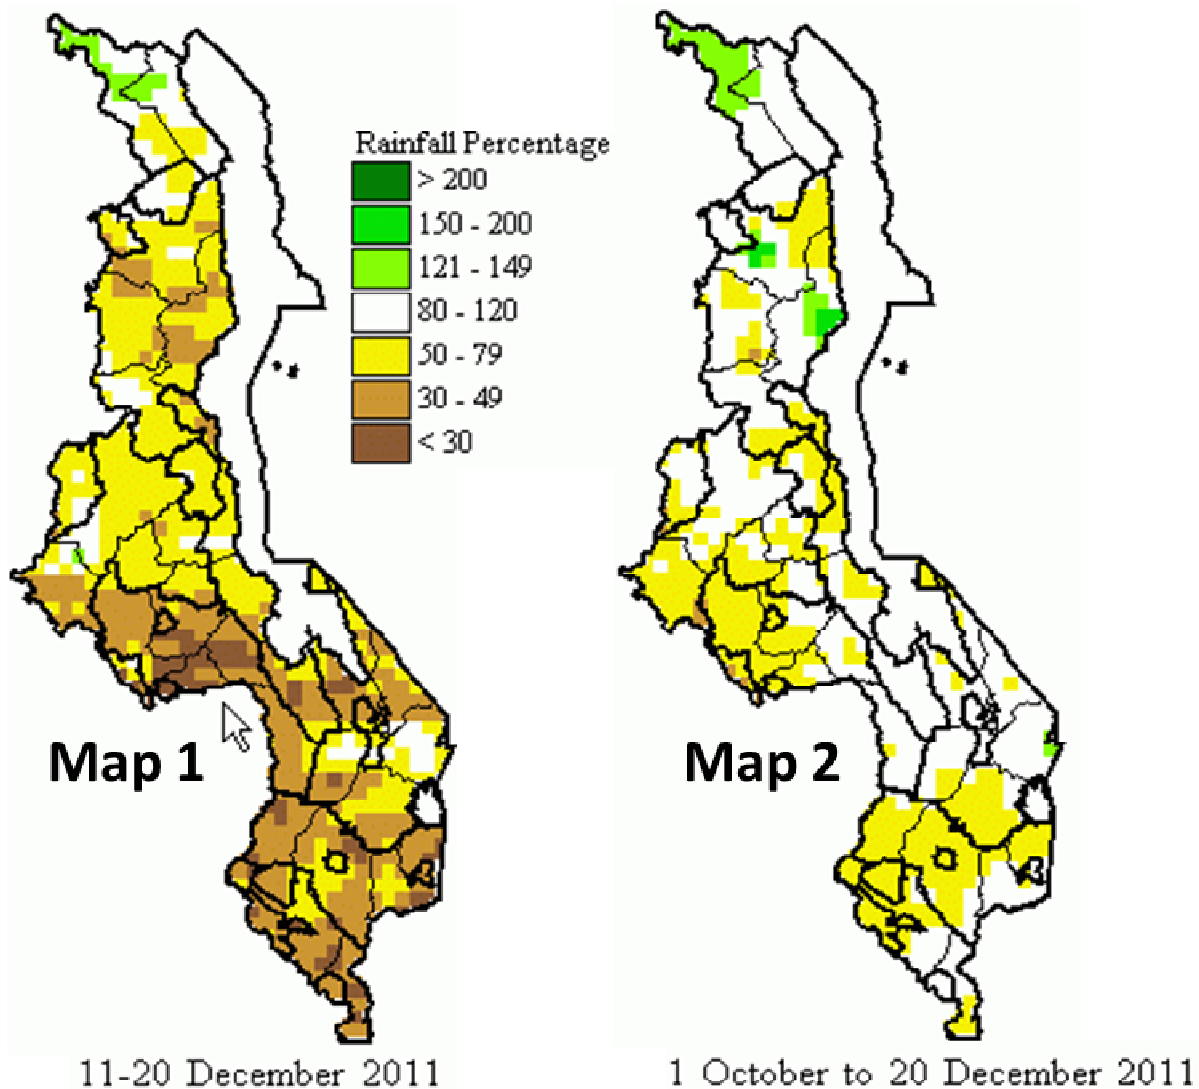 Rainfall Percentage
> 200
150 - 200
121 - 149
80 - 120
50 - 79
30 - 49
< 30
Map 1
Map 2
11-20 December 2011
1 October to 20 December 2011